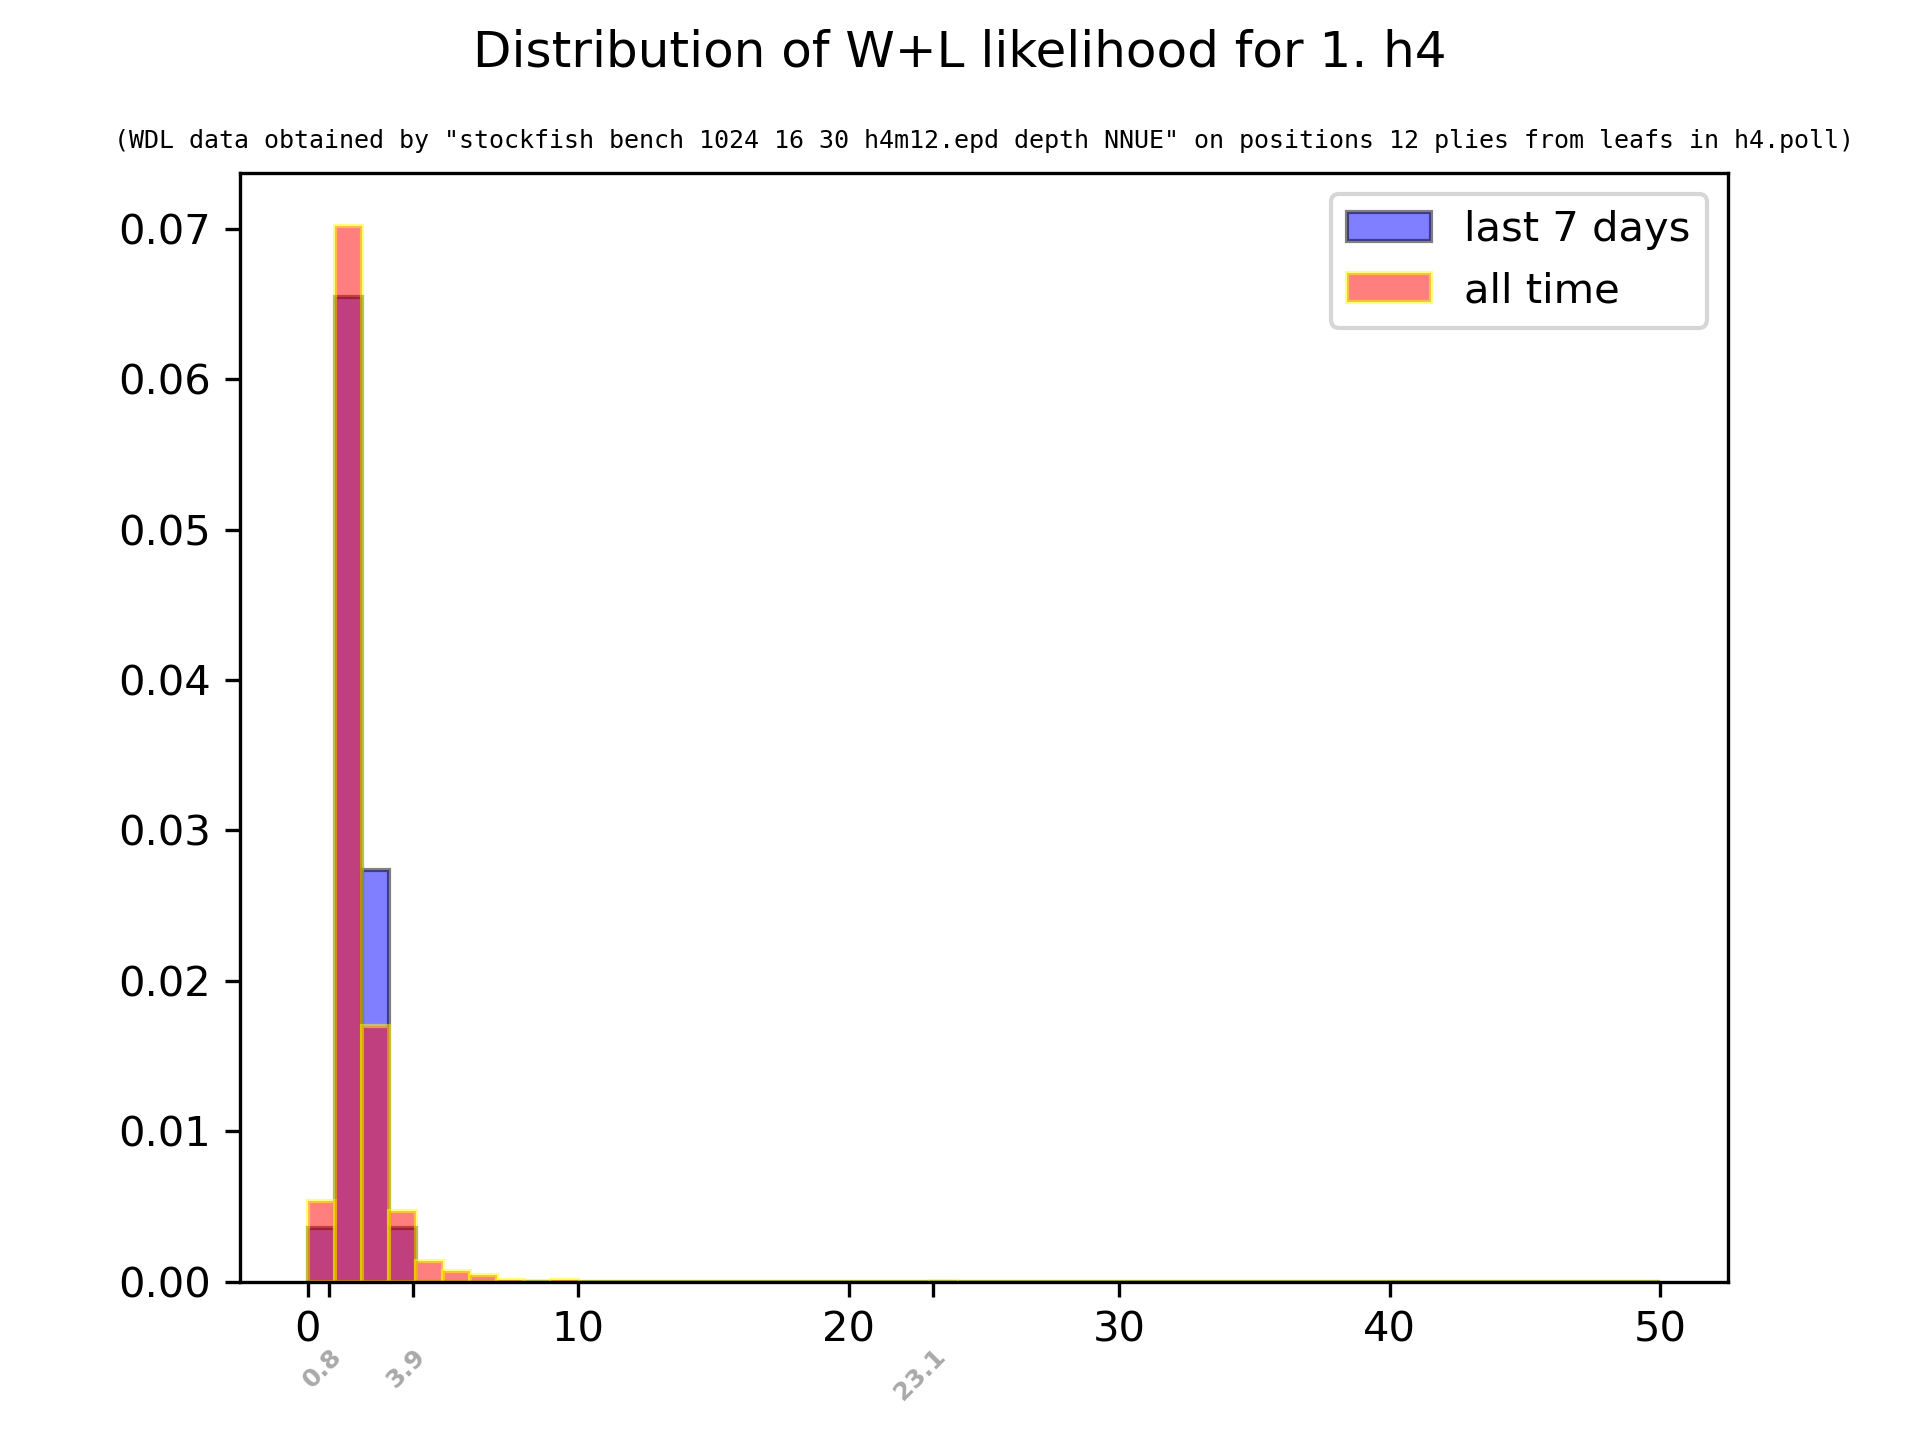 Distribution of W+L likelihood for 1. h4
(WDL data obtained by "stockfish bench 1024 16 30 h4m12.epd depth NNUE" on positions 12 plies from leafs in h4.poll)
last 7 days
all time
0.07
0.06
0.05
0.04
0.03
0.02
0.01
0.00
0 10 20 30 40 50
0.8 3.9 23.1